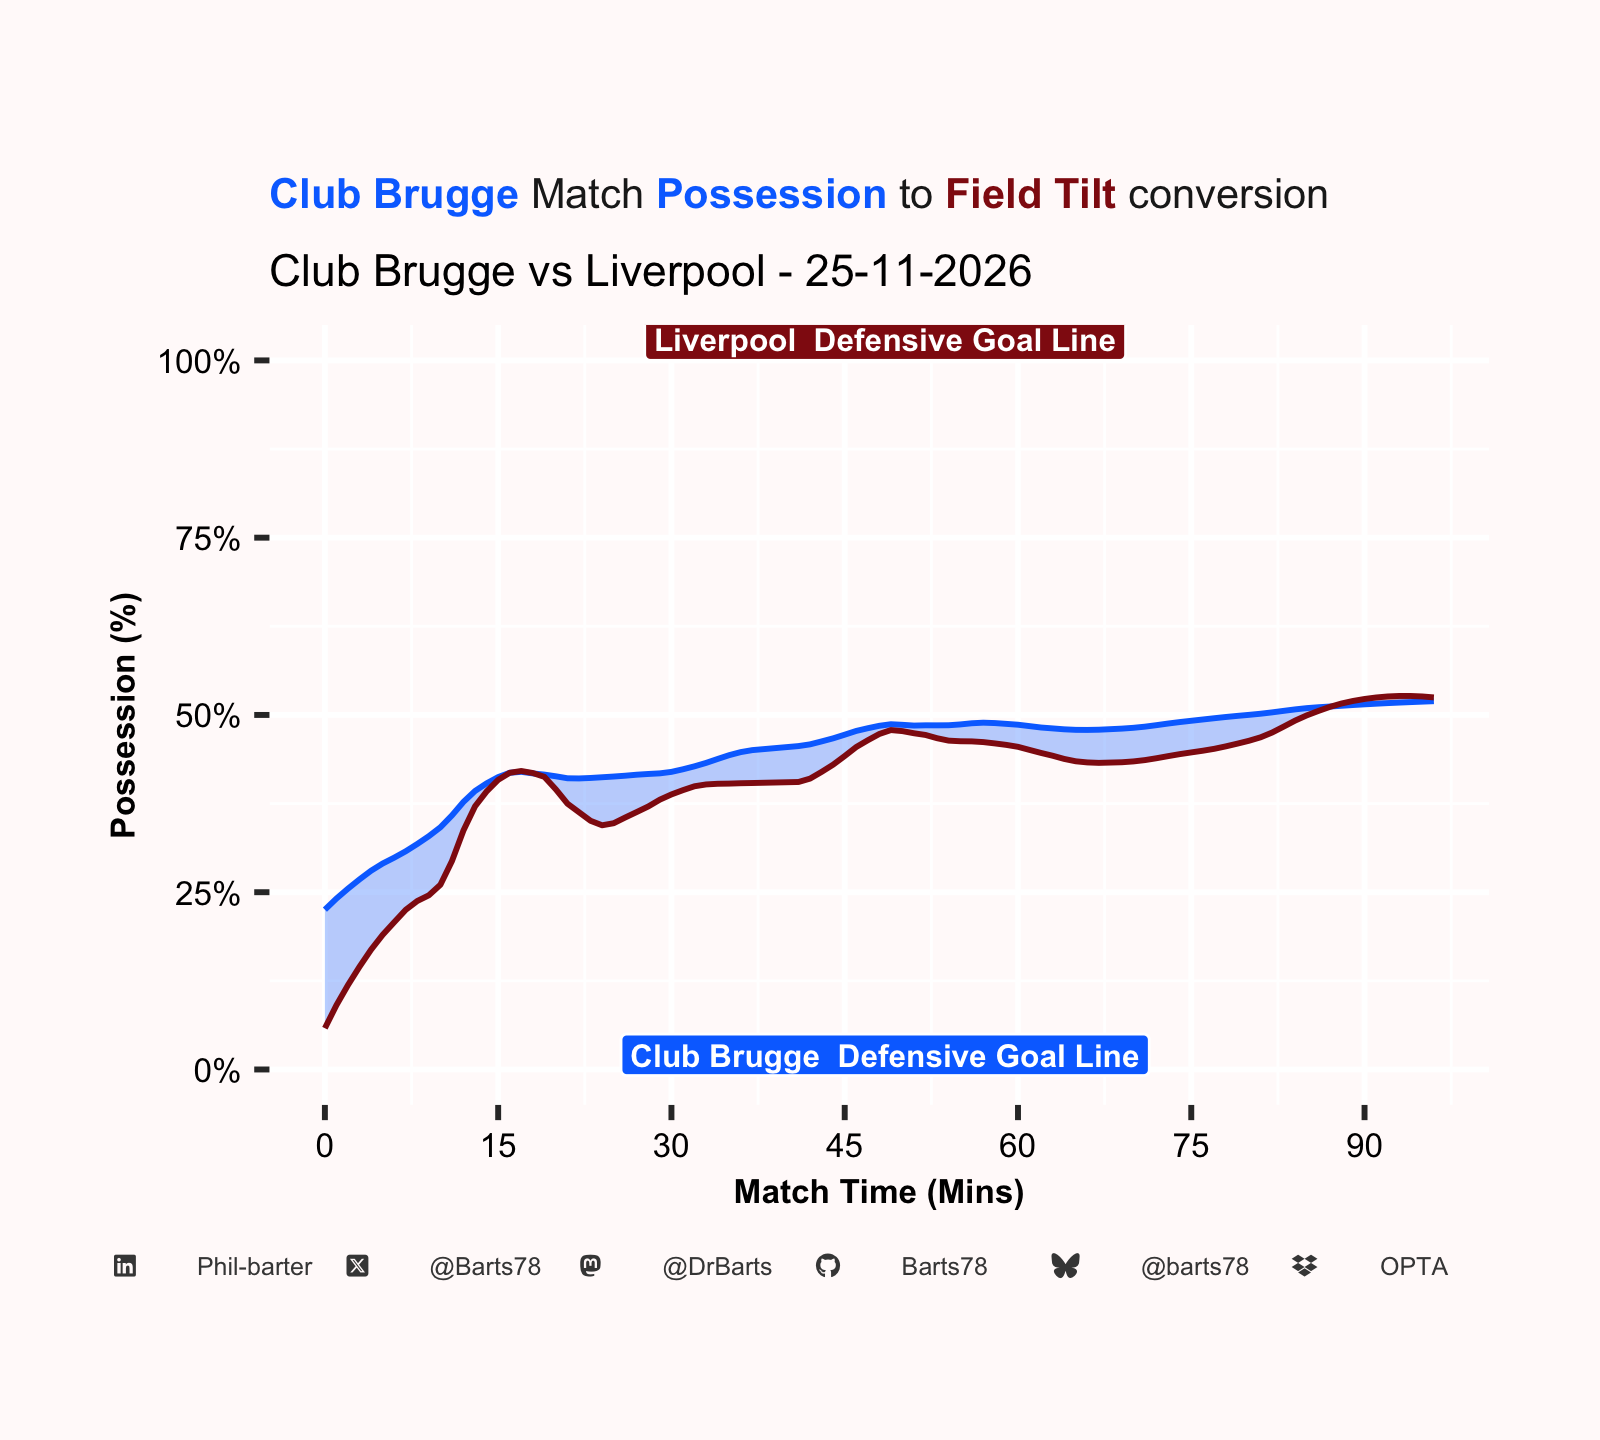 Club Brugge Match Possession to Field Tilt conversion
Club Brugge vs Liverpool - 25-11-2026
Liverpool  Defensive Goal Line
100%
75%
50%
25%
0%
Possession (%)
Club Brugge  Defensive Goal Line
0 15 30 45 60 75 90
Match Time (Mins)
Phil-barter @Barts78 @DrBarts Barts78 @barts78 OPTA